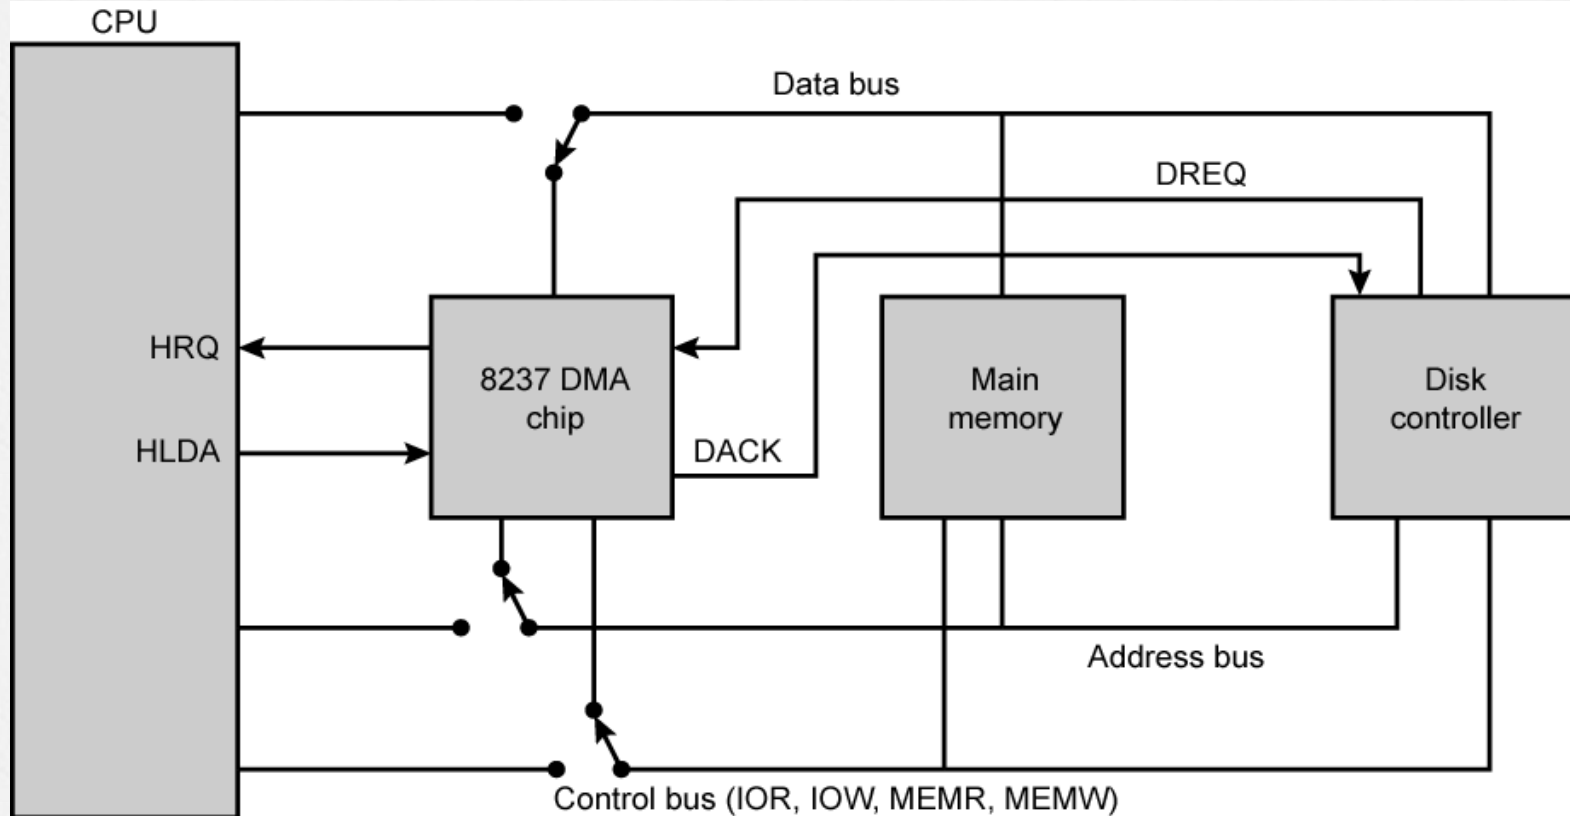 CPU
Data bus
DREQ
HRQ
8237 DMA
chip
Main
memory
Disk
controller
HLDA
DACK
Address bus
Control bus (IOR, IOW, MEMR, MEMW)